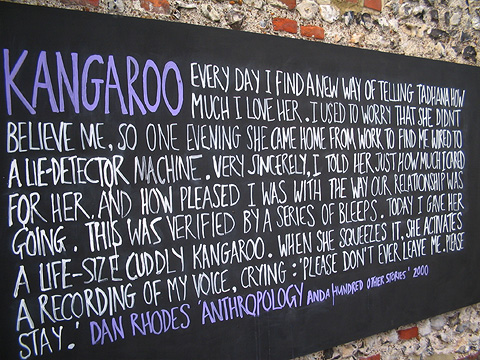 KANGAROO EVERY DAY I FIND A NEW WAY OF TELLING TADHANA HOW
MUCH I LOVE HER. I USED TO WORRY THAT SHE DIDN'T
BELIEVE ME, SO ONE EVENING SHE CAME HOME FROM WORK TO FIND ME WIRED TO
A LIE-DETECTOR MACHINE. VERY SINCERELY, I TOLD HER JUST HOW MUCH I CARED
FOR HER, AND HOW PLEASED I WAS WITH THE WAY OUR RELATIONSHIP WAS
GOING. THIS WAS VERIFIED BY A SERIES OF BLEEPS. TODAY I GAVE HER
A LIFE-SIZE CUDDLY KANGAROO. WHEN SHE SQUEEZES IT, SHE ACTIVATES
A RECORDING OF MY VOICE, CRYING: 'PLEASE DON'T EVER LEAVE ME. PLEASE
STAY.' DAN RHODES 'ANTHROPOLOGY AND A HUNDRED OTHER STORIES' 2000